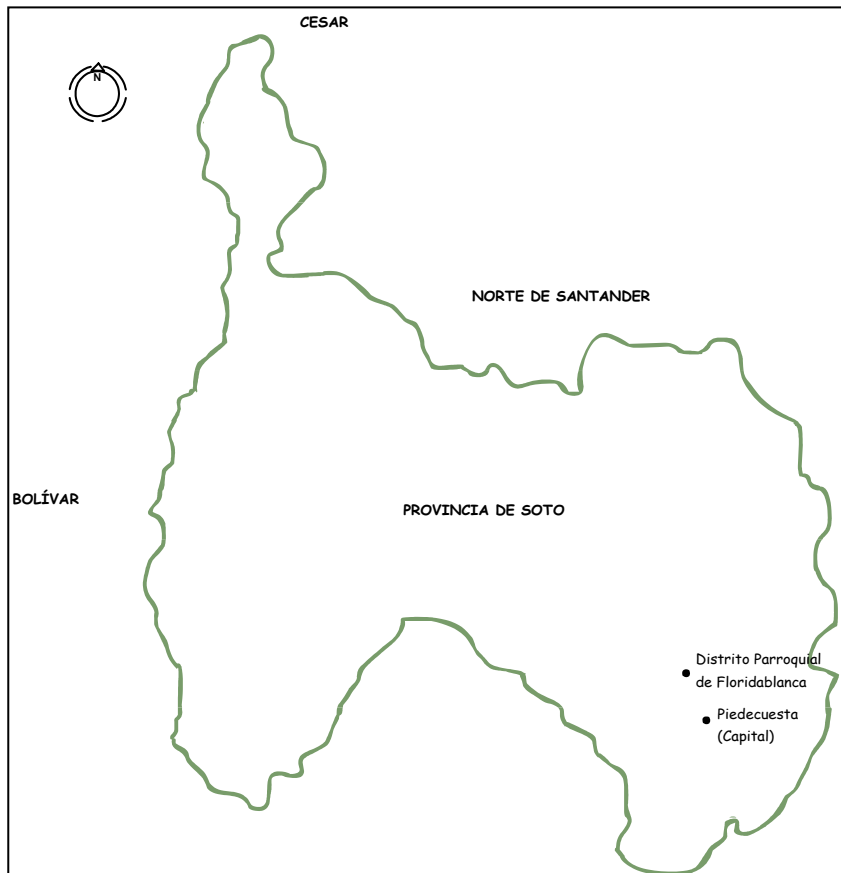 CESAR
N
NORTE DE SANTANDER
BOLÍVAR
PROVINCIA DE SOTO
Distrito Parroquial
de Floridablanca
Piedecuesta
(Capital)